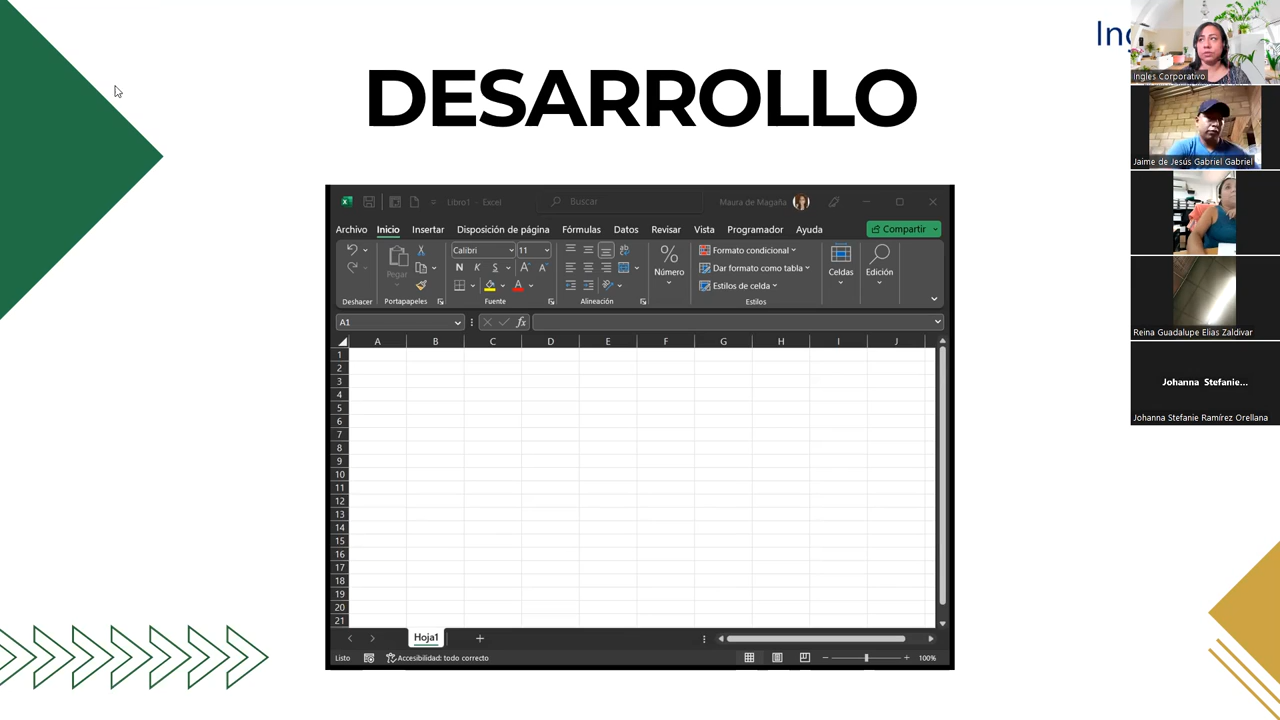 DESARROLLO
Libro1 - Excel
Buscar
Maura de Magaña
Archivo Inicio Insertar Disposición de página Fórmulas Datos Revisar Vista Programador Ayuda
Compartir
Pegar
Calibri 11
N K S
A A
A
%
Número
Formato condicional
Dar formato como tabla
Estilos de celda
Celdas
Edición
Deshacer Portapapeles Fuente Alineación Estilos
A1
fx
A B C D E F G H I J
1
2
3
4
5
6
7
8
9
10
11
12
13
14
15
16
17
18
19
20
21
Hoja1
Listo
Accesibilidad: todo correcto
100%
Ingles Corporativo
Jaime de Jesús Gabriel Gabriel
Reina Guadalupe Elias Zaldivar
Johanna Stefanie...
Johanna Stefanie Ramírez Orellana